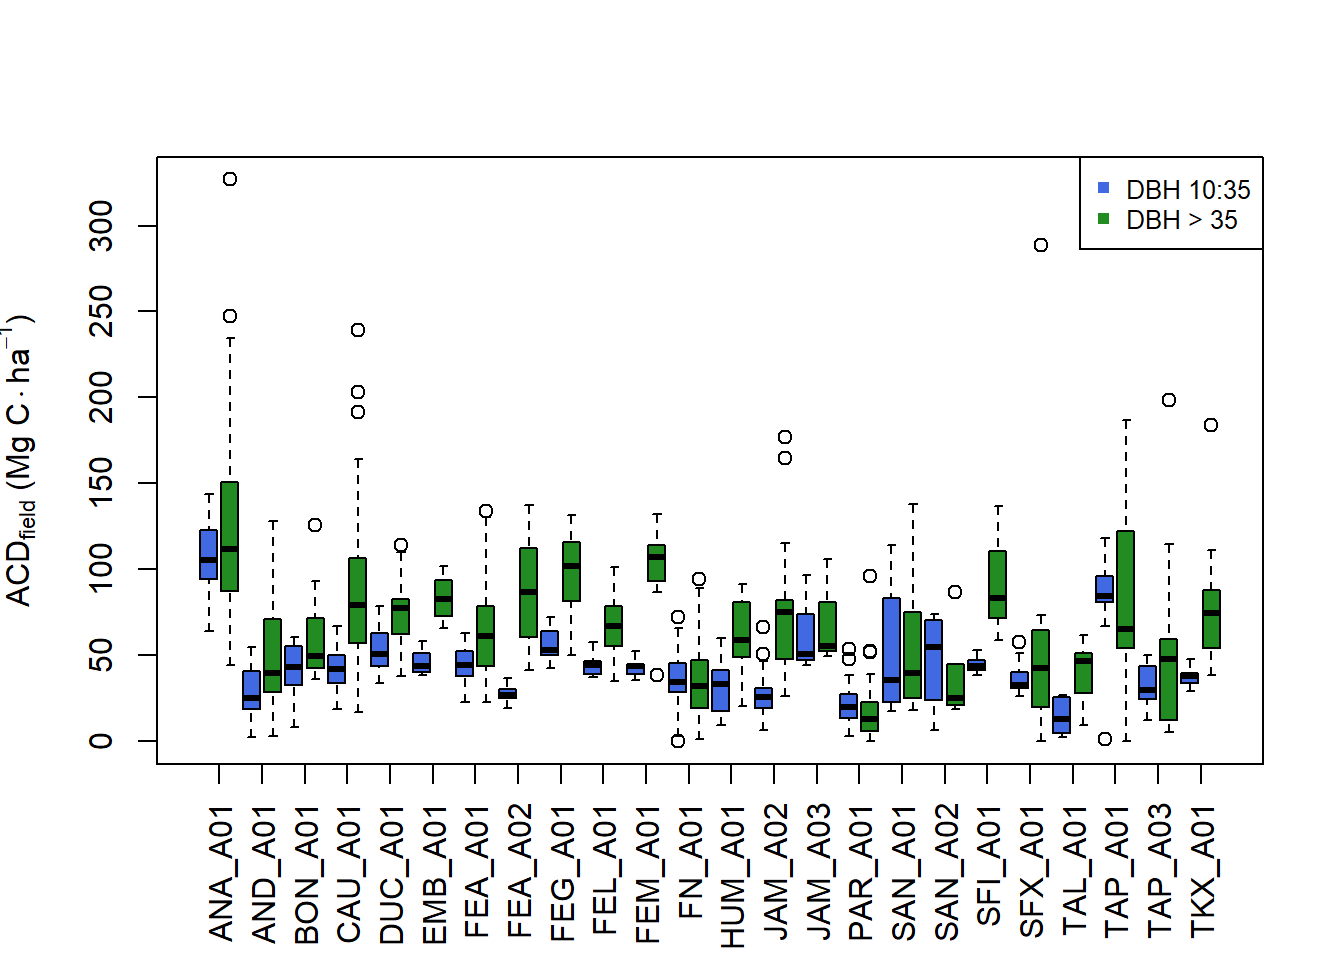 DBH 10:35
DBH > 35
ACD_field (Mg C · ha⁻¹)
300
250
200
150
100
50
0
ANA_A01
AND_A01
BON_A01
CAU_A01
DUC_A01
EMB_A01
FEA_A01
FEA_A02
FEG_A01
FEL_A01
FEM_A01
FN_A01
HUM_A01
JAM_A02
JAM_A03
PAR_A01
SAN_A01
SAN_A02
SFI_A01
SFX_A01
TAL_A01
TAP_A01
TAP_A03
TKX_A01